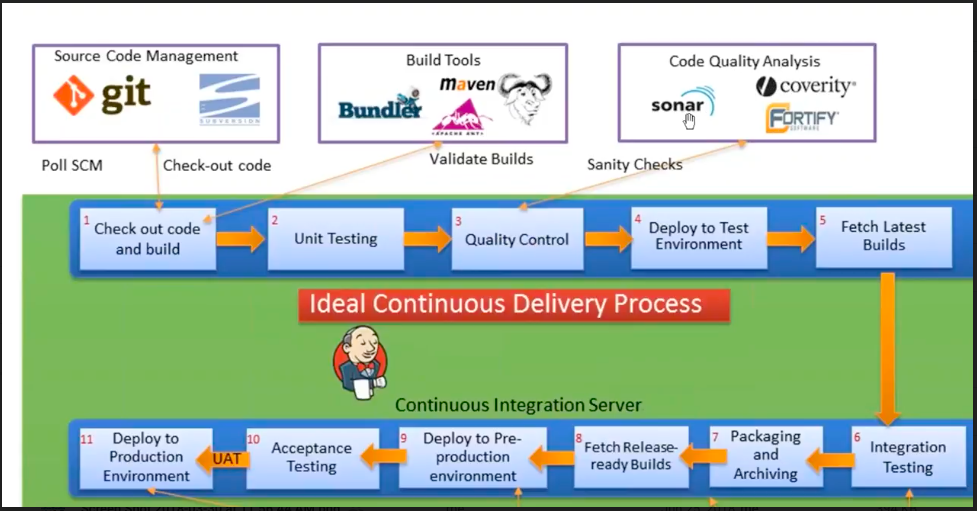 Source Code Management
git
SUBVERSION
Build Tools
maven
Bundler
APACHE ANT
Code Quality Analysis
sonar
coverity®
FORTIFY
SOFTWARE
Poll SCM
Check-out code
Validate Builds
Sanity Checks
1
Check out code
and build
2
Unit Testing
3
Quality Control
4
Deploy to Test
Environment
5
Fetch Latest
Builds
Ideal Continuous Delivery Process
Continuous Integration Server
11
Deploy to
Production
Environment
UAT
10
Acceptance
Testing
9
Deploy to Pre-
production
environment
8
Fetch Release-
ready Builds
7
Packaging
and
Archiving
6
Integration
Testing